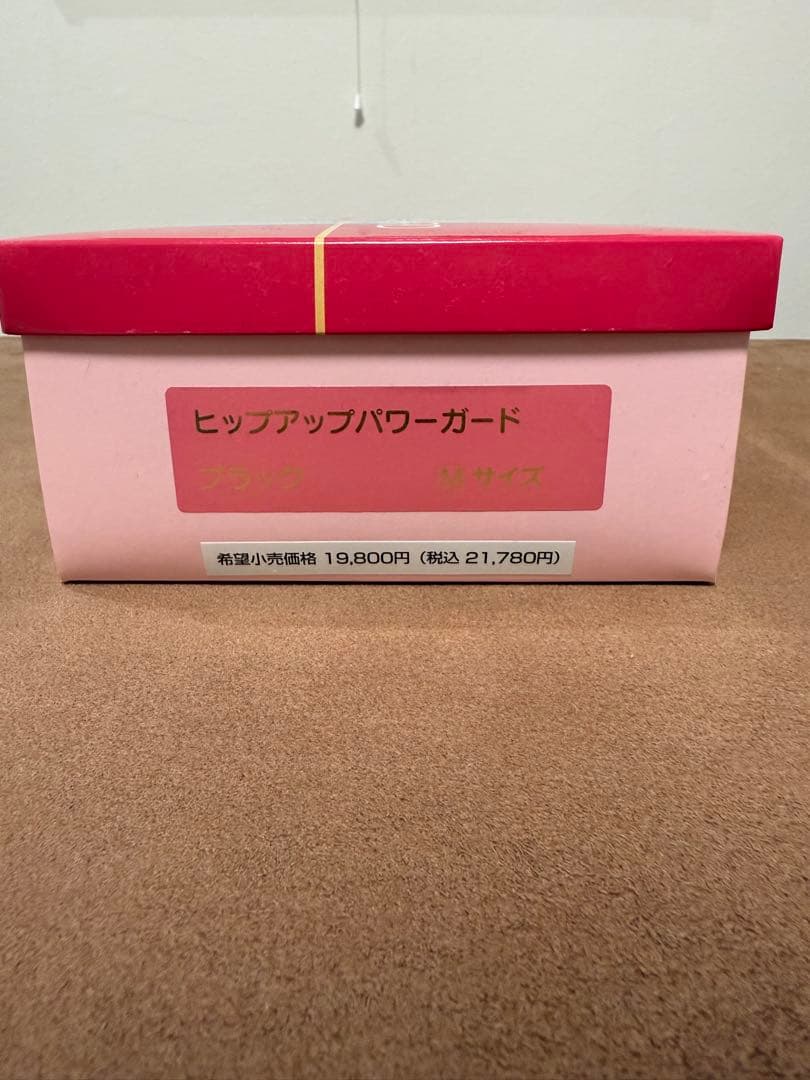 ヒップアップパワーガード
ブラック Mサイズ
希望小売価格 19,800円（税込 21,780円）